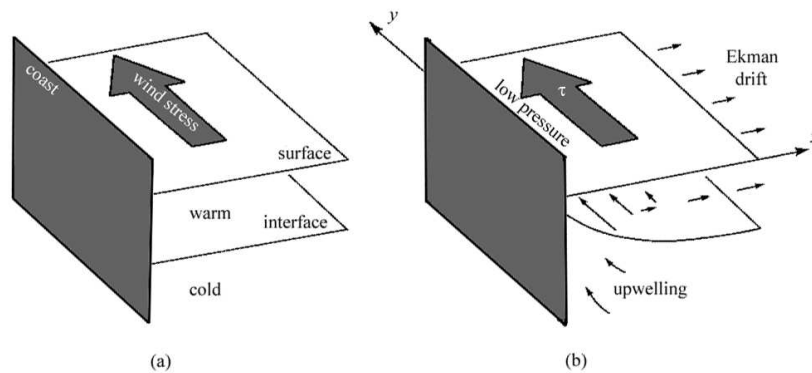 coast
wind stress
surface
warm
interface
cold
(a)
y
low pressure
τ
Ekman
drift
upwelling
(b)